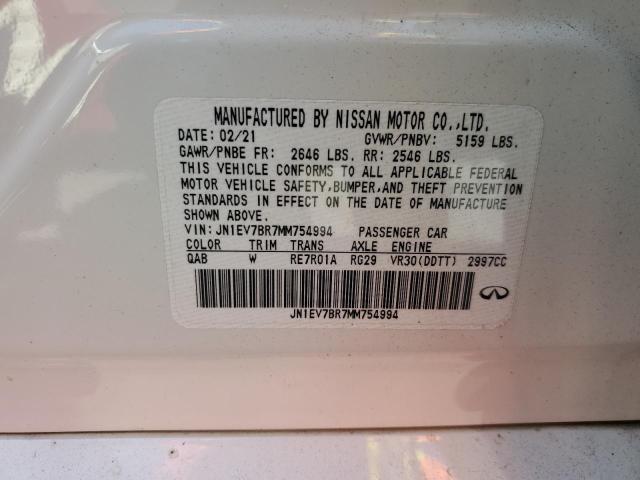 MANUFACTURED BY NISSAN MOTOR CO.,LTD.
DATE: 02/21 GVWR/PNBV: 5159 LBS.
GAWR/PNBE FR: 2646 LBS. RR: 2546 LBS.
THIS VEHICLE CONFORMS TO ALL APPLICABLE FEDERAL
MOTOR VEHICLE SAFETY,BUMPER,AND THEFT PREVENTION
STANDARDS IN EFFECT ON THE DATE OF MANUFACTURE
SHOWN ABOVE.
VIN: JN1EV7BR7MM754994 PASSENGER CAR
COLOR TRIM TRANS AXLE ENGINE
QAB W RE7R01A RG29 VR30(DDTT) 2997CC
JN1EV7BR7MM754994